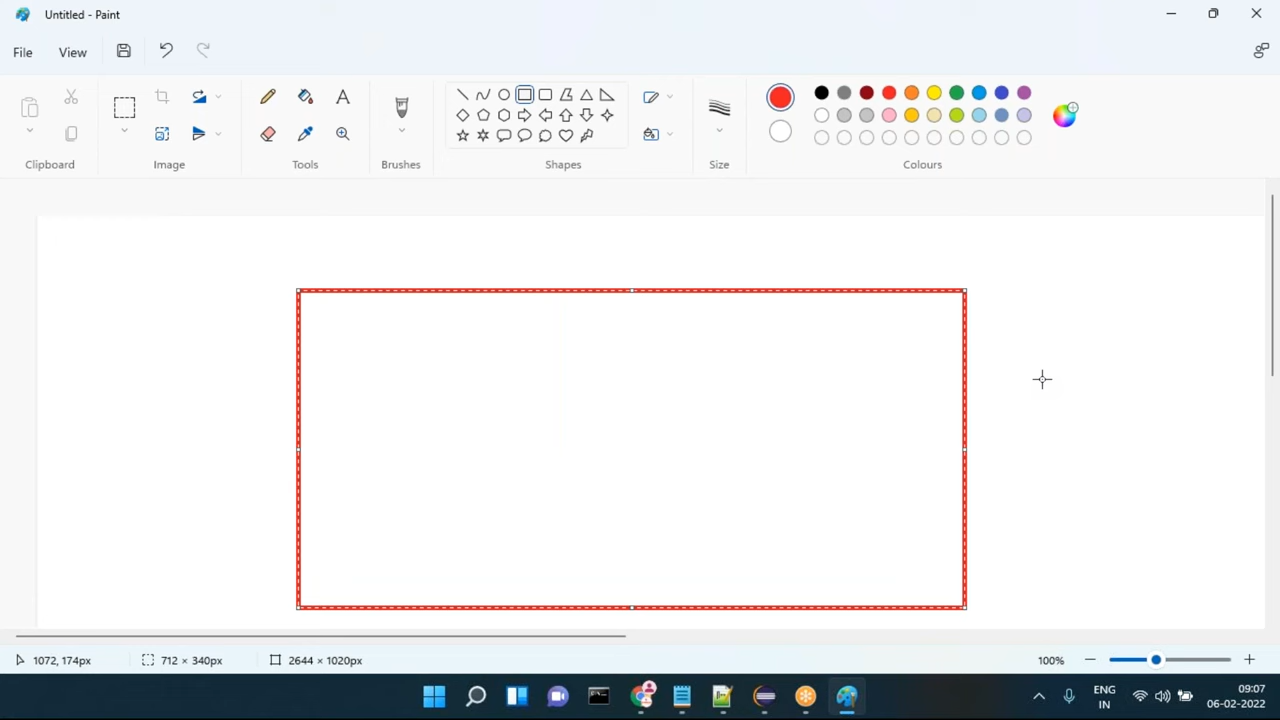 Untitled - Paint
File View
Clipboard
Image
Tools
Brushes
Shapes
Size
Colours
1072, 174px
712 × 340px
2644 × 1020px
100%
ENG
IN
09:07
06-02-2022